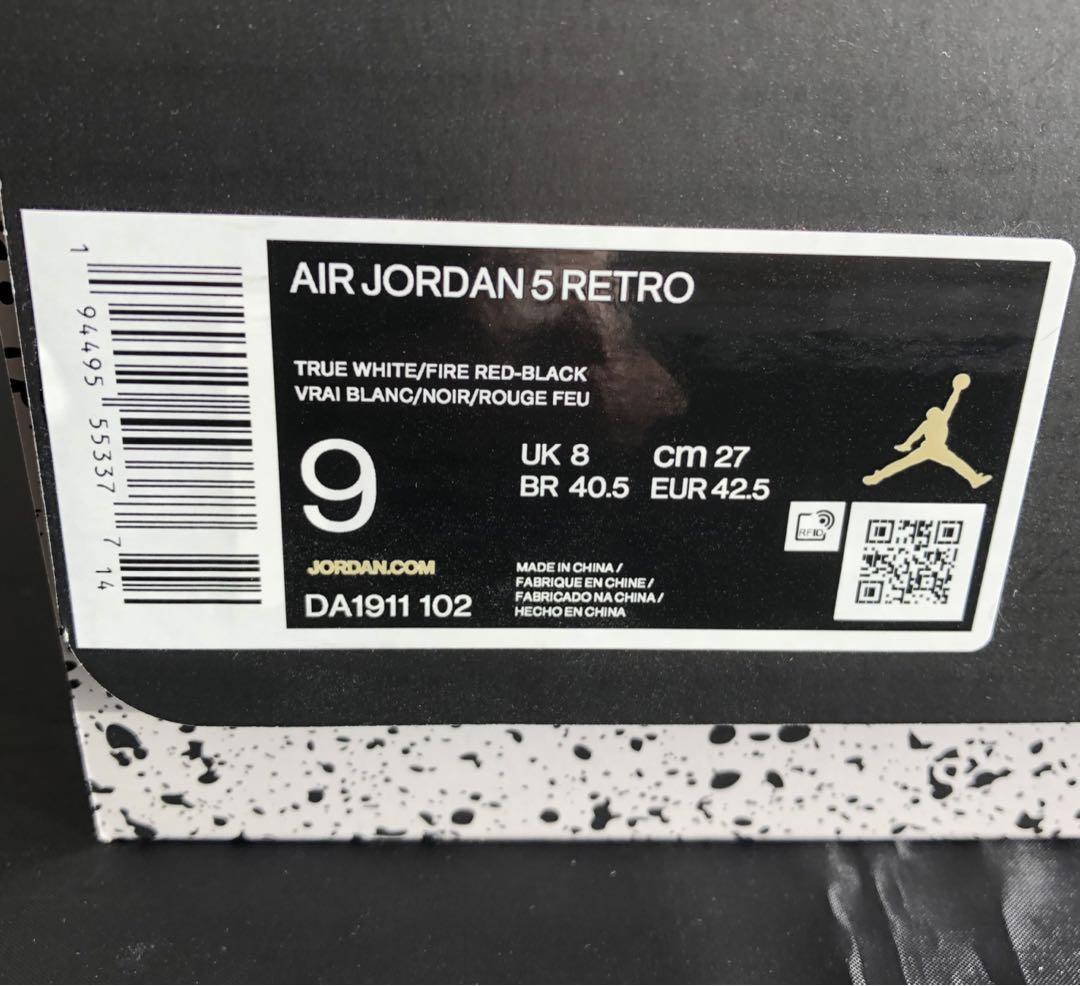 AIR JORDAN 5 RETRO
TRUE WHITE/FIRE RED-BLACK
VRAI BLANC/NOIR/ROUGE FEU
9
UK 8 cm 27
BR 40.5 EUR 42.5
RFID
JORDAN.COM
DA1911 102
MADE IN CHINA /
FABRIQUE EN CHINE /
FABRICADO NA CHINA /
HECHO EN CHINA
1 94495 55337 7 14